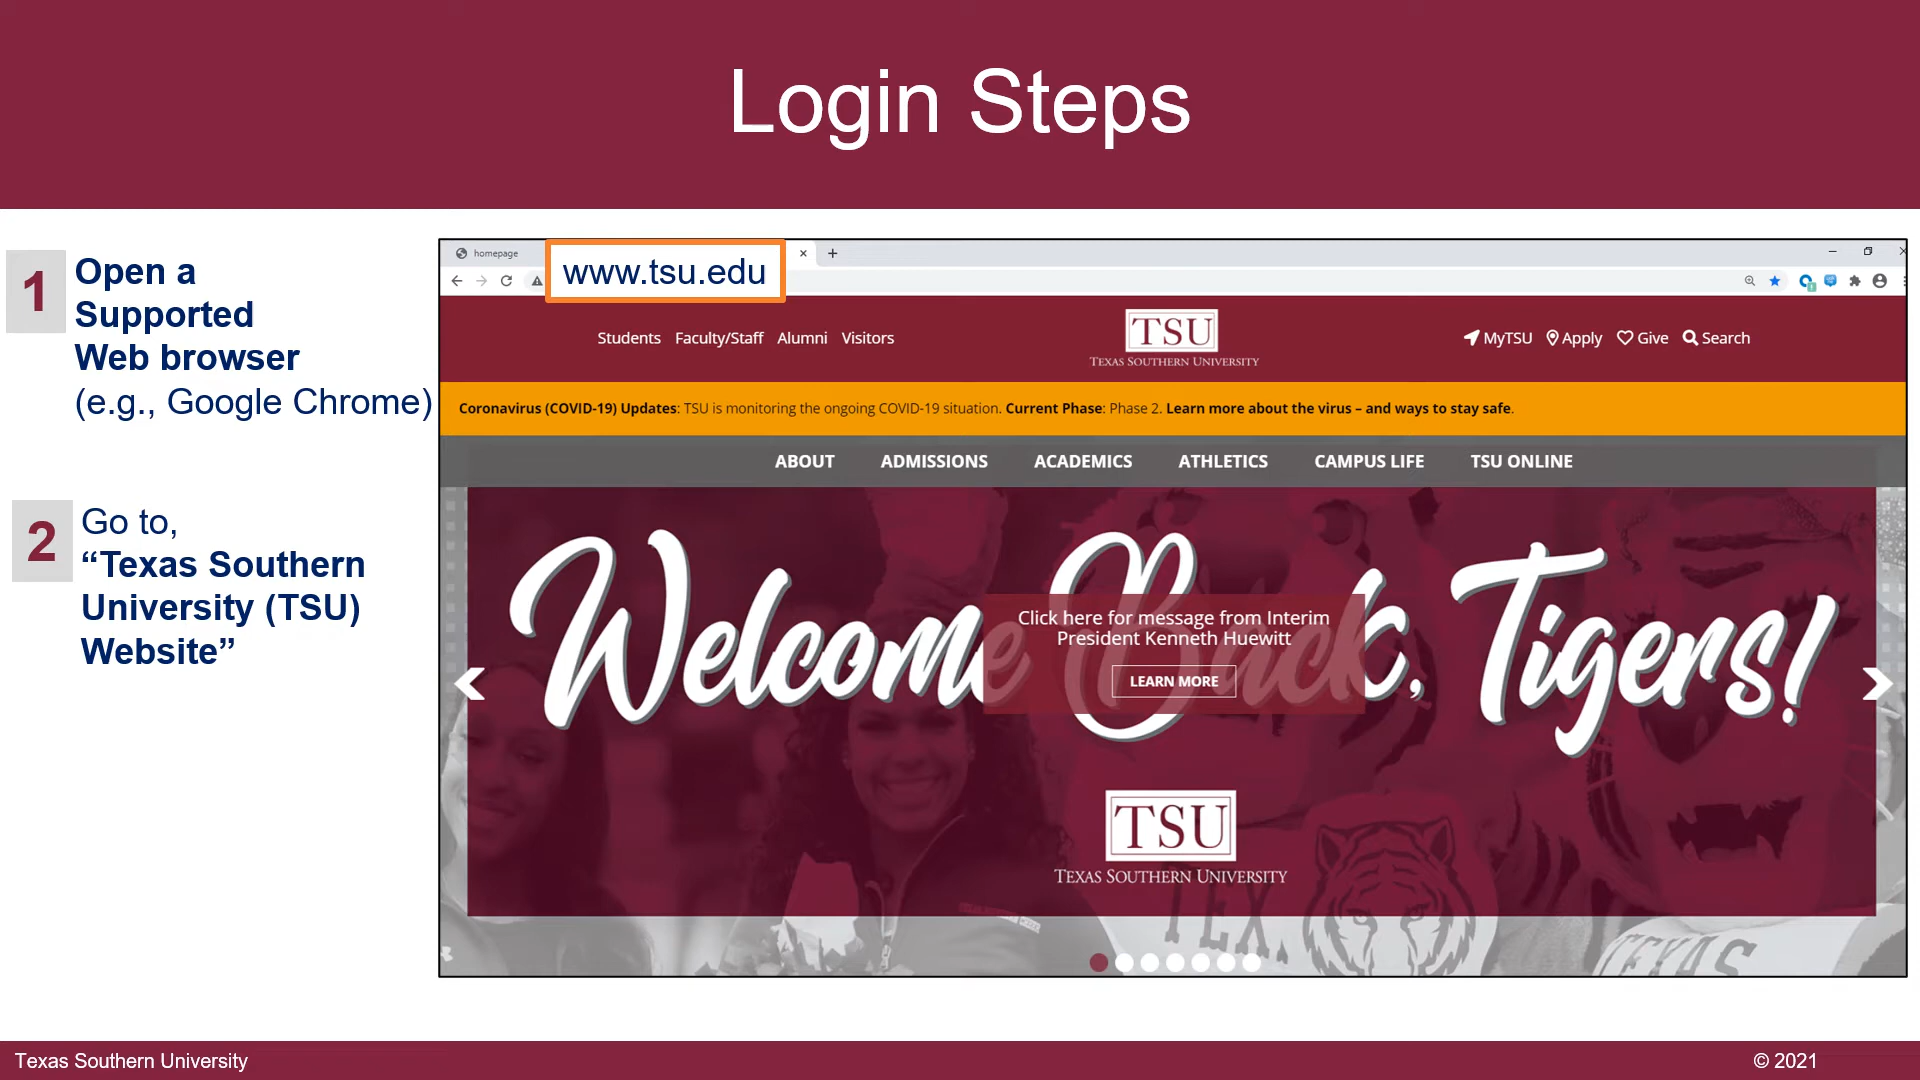 Login Steps
1
Open a
Supported
Web browser
(e.g., Google Chrome)
2
Go to,
“Texas Southern
University (TSU)
Website”
homepage
www.tsu.edu
Students Faculty/Staff Alumni Visitors
TSU
TEXAS SOUTHERN UNIVERSITY
MyTSU Apply Give Search
Coronavirus (COVID-19) Updates: TSU is monitoring the ongoing COVID-19 situation. Current Phase: Phase 2. Learn more about the virus – and ways to stay safe.
ABOUT ADMISSIONS ACADEMICS ATHLETICS CAMPUS LIFE TSU ONLINE
Welcome Back, Tigers!
Click here for message from Interim
President Kenneth Huewitt
LEARN MORE
TSU
TEXAS SOUTHERN UNIVERSITY
TEX.
TEXAS
Texas Southern University
© 2021